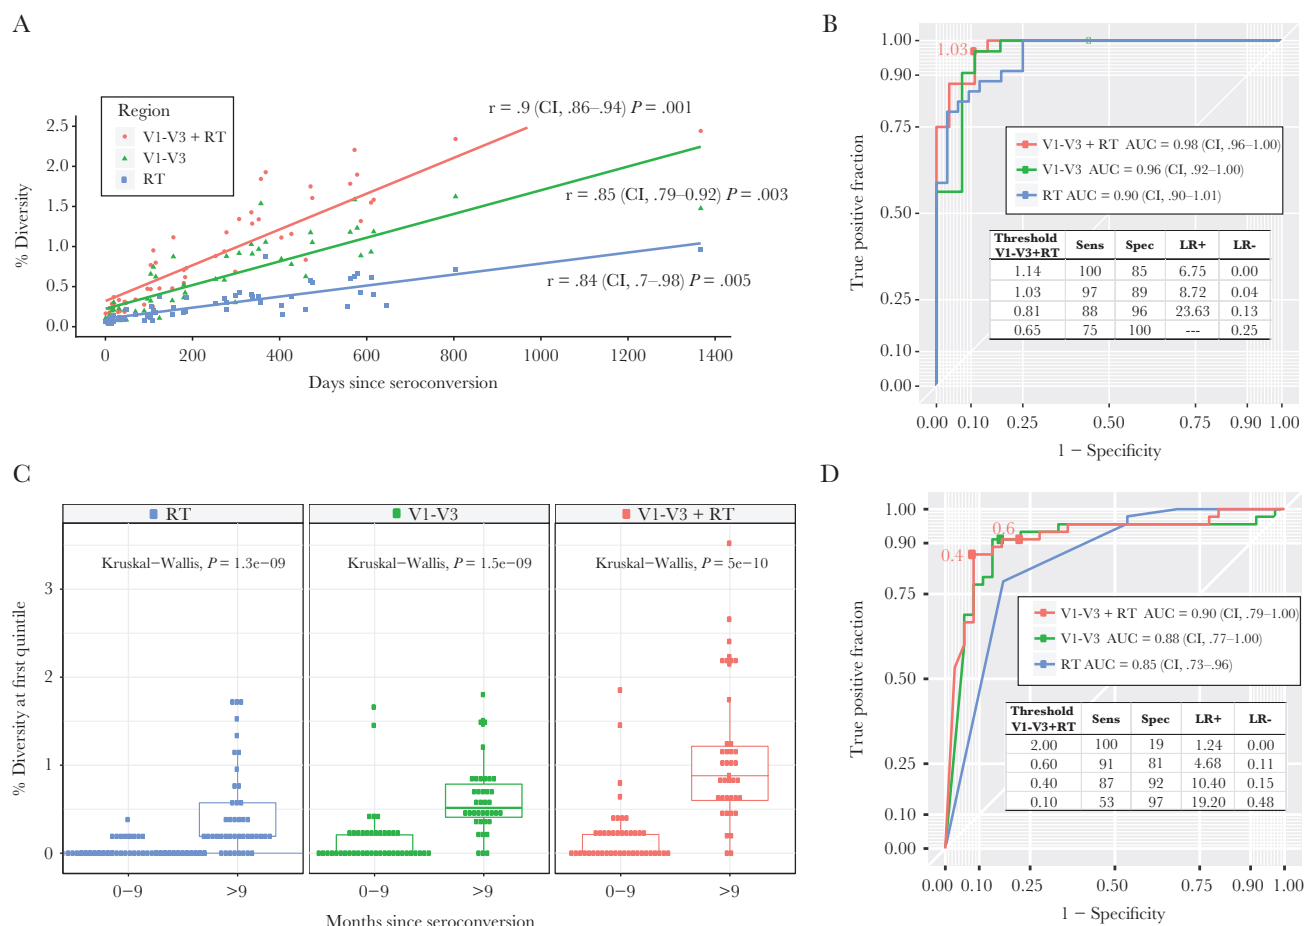 A
Region
V1-V3 + RT
V1-V3
RT
r = .9 (CI, .86–.94) P = .001
r = .85 (CI, .79–0.92) P = .003
r = .84 (CI, .7–.98) P = .005
% Diversity
2.5
2.0
1.5
1.0
0.5
0.0
0 200 400 600 800 1000 1200 1400
Days since seroconversion
B
1.03
True positive fraction
1.00
0.90
0.75
0.50
0.25
0.10
0.00
V1-V3 + RT AUC = 0.98 (CI, .96–1.00)
V1-V3 AUC = 0.96 (CI, .92–1.00)
RT AUC = 0.90 (CI, .90–1.01)
Threshold V1-V3+RT Sens Spec LR+ LR-
1.14 100 85 6.75 0.00
1.03 97 89 8.72 0.04
0.81 88 96 23.63 0.13
0.65 75 100 --- 0.25
0.00 0.10 0.25 0.50 0.75 0.90 1.00
1 – Specificity
C
RT
V1-V3
V1-V3 + RT
Kruskal–Wallis, P = 1.3e–09
Kruskal–Wallis, P = 1.5e–09
Kruskal–Wallis, P = 5e–10
% Diversity at first quintile
3
2
1
0
0–9 >9 0–9 >9 0–9 >9
Months since seroconversion
D
0.6
0.4
True positive fraction
1.00
0.90
0.75
0.50
0.25
0.10
0.00
V1-V3 + RT AUC = 0.90 (CI, .79–1.00)
V1-V3 AUC = 0.88 (CI, .77–1.00)
RT AUC = 0.85 (CI, .73–.96)
Threshold V1-V3+RT Sens Spec LR+ LR-
2.00 100 19 1.24 0.00
0.60 91 81 4.68 0.11
0.40 87 92 10.40 0.15
0.10 53 97 19.20 0.48
0.00 0.10 0.25 0.50 0.75 0.90 1.00
1 – Specificity